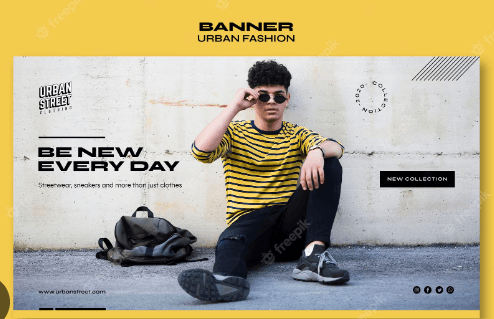 BANNER
URBAN FASHION
URBAN
STREET
CLOTHING
·2020· COLLECTION
BE NEW
EVERY DAY
Streetwear, sneakers and more than just clothes
NEW COLLECTION
www.urbanstreet.com
freepik